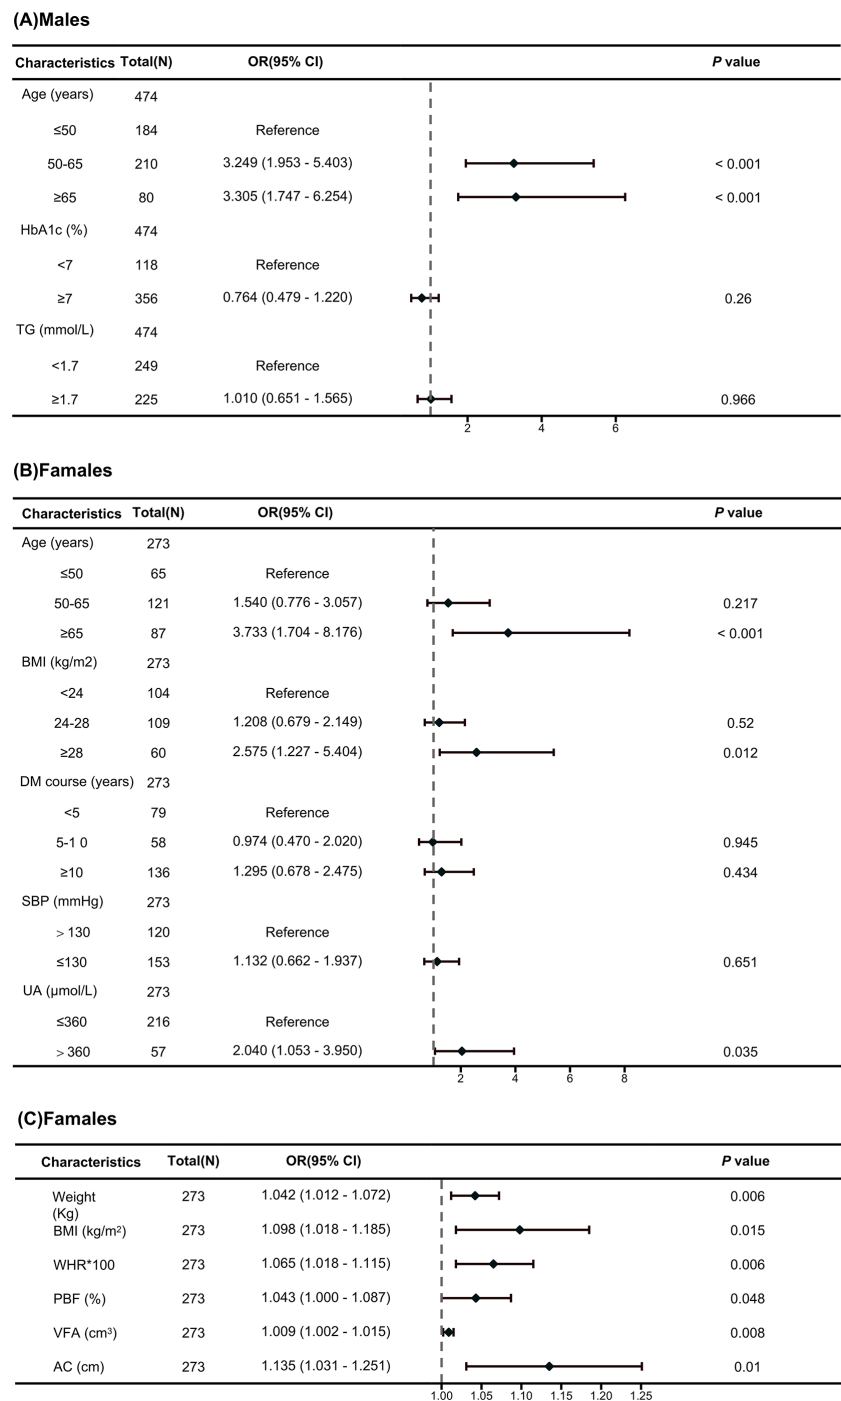 (A)Males
Characteristics Total(N) OR(95% CI) P value
Age (years) 474
≤50 184 Reference
50-65 210 3.249 (1.953 - 5.403) < 0.001
≥65 80 3.305 (1.747 - 6.254) < 0.001
HbA1c (%) 474
<7 118 Reference
≥7 356 0.764 (0.479 - 1.220) 0.26
TG (mmol/L) 474
<1.7 249 Reference
≥1.7 225 1.010 (0.651 - 1.565) 0.966
2 4 6
(B)Famales
Characteristics Total(N) OR(95% CI) P value
Age (years) 273
≤50 65 Reference
50-65 121 1.540 (0.776 - 3.057) 0.217
≥65 87 3.733 (1.704 - 8.176) < 0.001
BMI (kg/m2) 273
<24 104 Reference
24-28 109 1.208 (0.679 - 2.149) 0.52
≥28 60 2.575 (1.227 - 5.404) 0.012
DM course (years) 273
<5 79 Reference
5-1 0 58 0.974 (0.470 - 2.020) 0.945
≥10 136 1.295 (0.678 - 2.475) 0.434
SBP (mmHg) 273
＞130 120 Reference
≤130 153 1.132 (0.662 - 1.937) 0.651
UA (μmol/L) 273
≤360 216 Reference
＞360 57 2.040 (1.053 - 3.950) 0.035
2 4 6 8
(C)Famales
Characteristics Total(N) OR(95% CI) P value
Weight 273 1.042 (1.012 - 1.072) 0.006
(Kg)
BMI (kg/m²) 273 1.098 (1.018 - 1.185) 0.015
WHR*100 273 1.065 (1.018 - 1.115) 0.006
PBF (%) 273 1.043 (1.000 - 1.087) 0.048
VFA (cm³) 273 1.009 (1.002 - 1.015) 0.008
AC (cm) 273 1.135 (1.031 - 1.251) 0.01
1.00 1.05 1.10 1.15 1.20 1.25